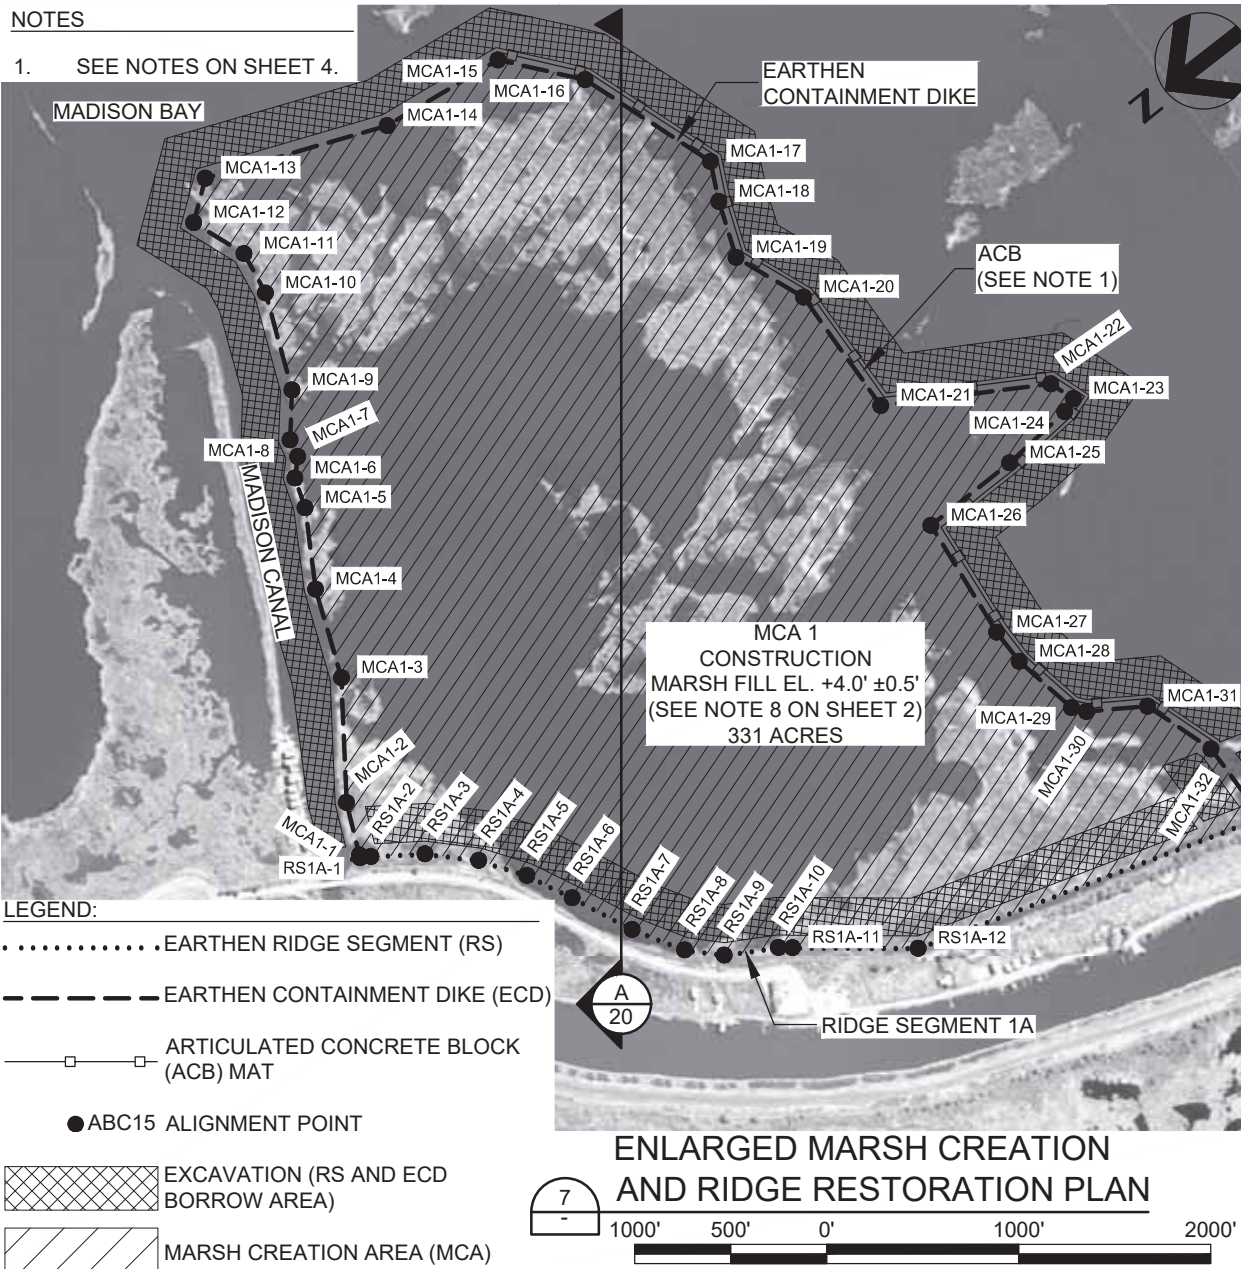 NOTES
1. SEE NOTES ON SHEET 4.
MADISON BAY
MCA1-15
MCA1-16
MCA1-14
MCA1-13
MCA1-12
MCA1-11
MCA1-10
MCA1-9
MCA1-7
MCA1-8
MCA1-6
MCA1-5
MADISON CANAL
MCA1-4
MCA1-3
MCA1-2
MCA1-1
RS1A-1
RS1A-2
RS1A-3
RS1A-4
RS1A-5
RS1A-6
RS1A-7
RS1A-8
RS1A-9
RS1A-10
RS1A-11
RS1A-12
EARTHEN
CONTAINMENT DIKE
Z
MCA1-17
MCA1-18
MCA1-19
MCA1-20
ACB
(SEE NOTE 1)
MCA1-21
MCA1-22
MCA1-23
MCA1-24
MCA1-25
MCA1-26
MCA1-27
MCA1-28
MCA1-29
MCA1-30
MCA1-31
MCA1-32
MCA 1
CONSTRUCTION
MARSH FILL EL. +4.0' ±0.5'
(SEE NOTE 8 ON SHEET 2)
331 ACRES
A
20
RIDGE SEGMENT 1A
LEGEND:
EARTHEN RIDGE SEGMENT (RS)
EARTHEN CONTAINMENT DIKE (ECD)
ARTICULATED CONCRETE BLOCK
(ACB) MAT
ABC15 ALIGNMENT POINT
EXCAVATION (RS AND ECD
BORROW AREA)
MARSH CREATION AREA (MCA)
ENLARGED MARSH CREATION
AND RIDGE RESTORATION PLAN
7
-
1000' 500' 0' 1000' 2000'